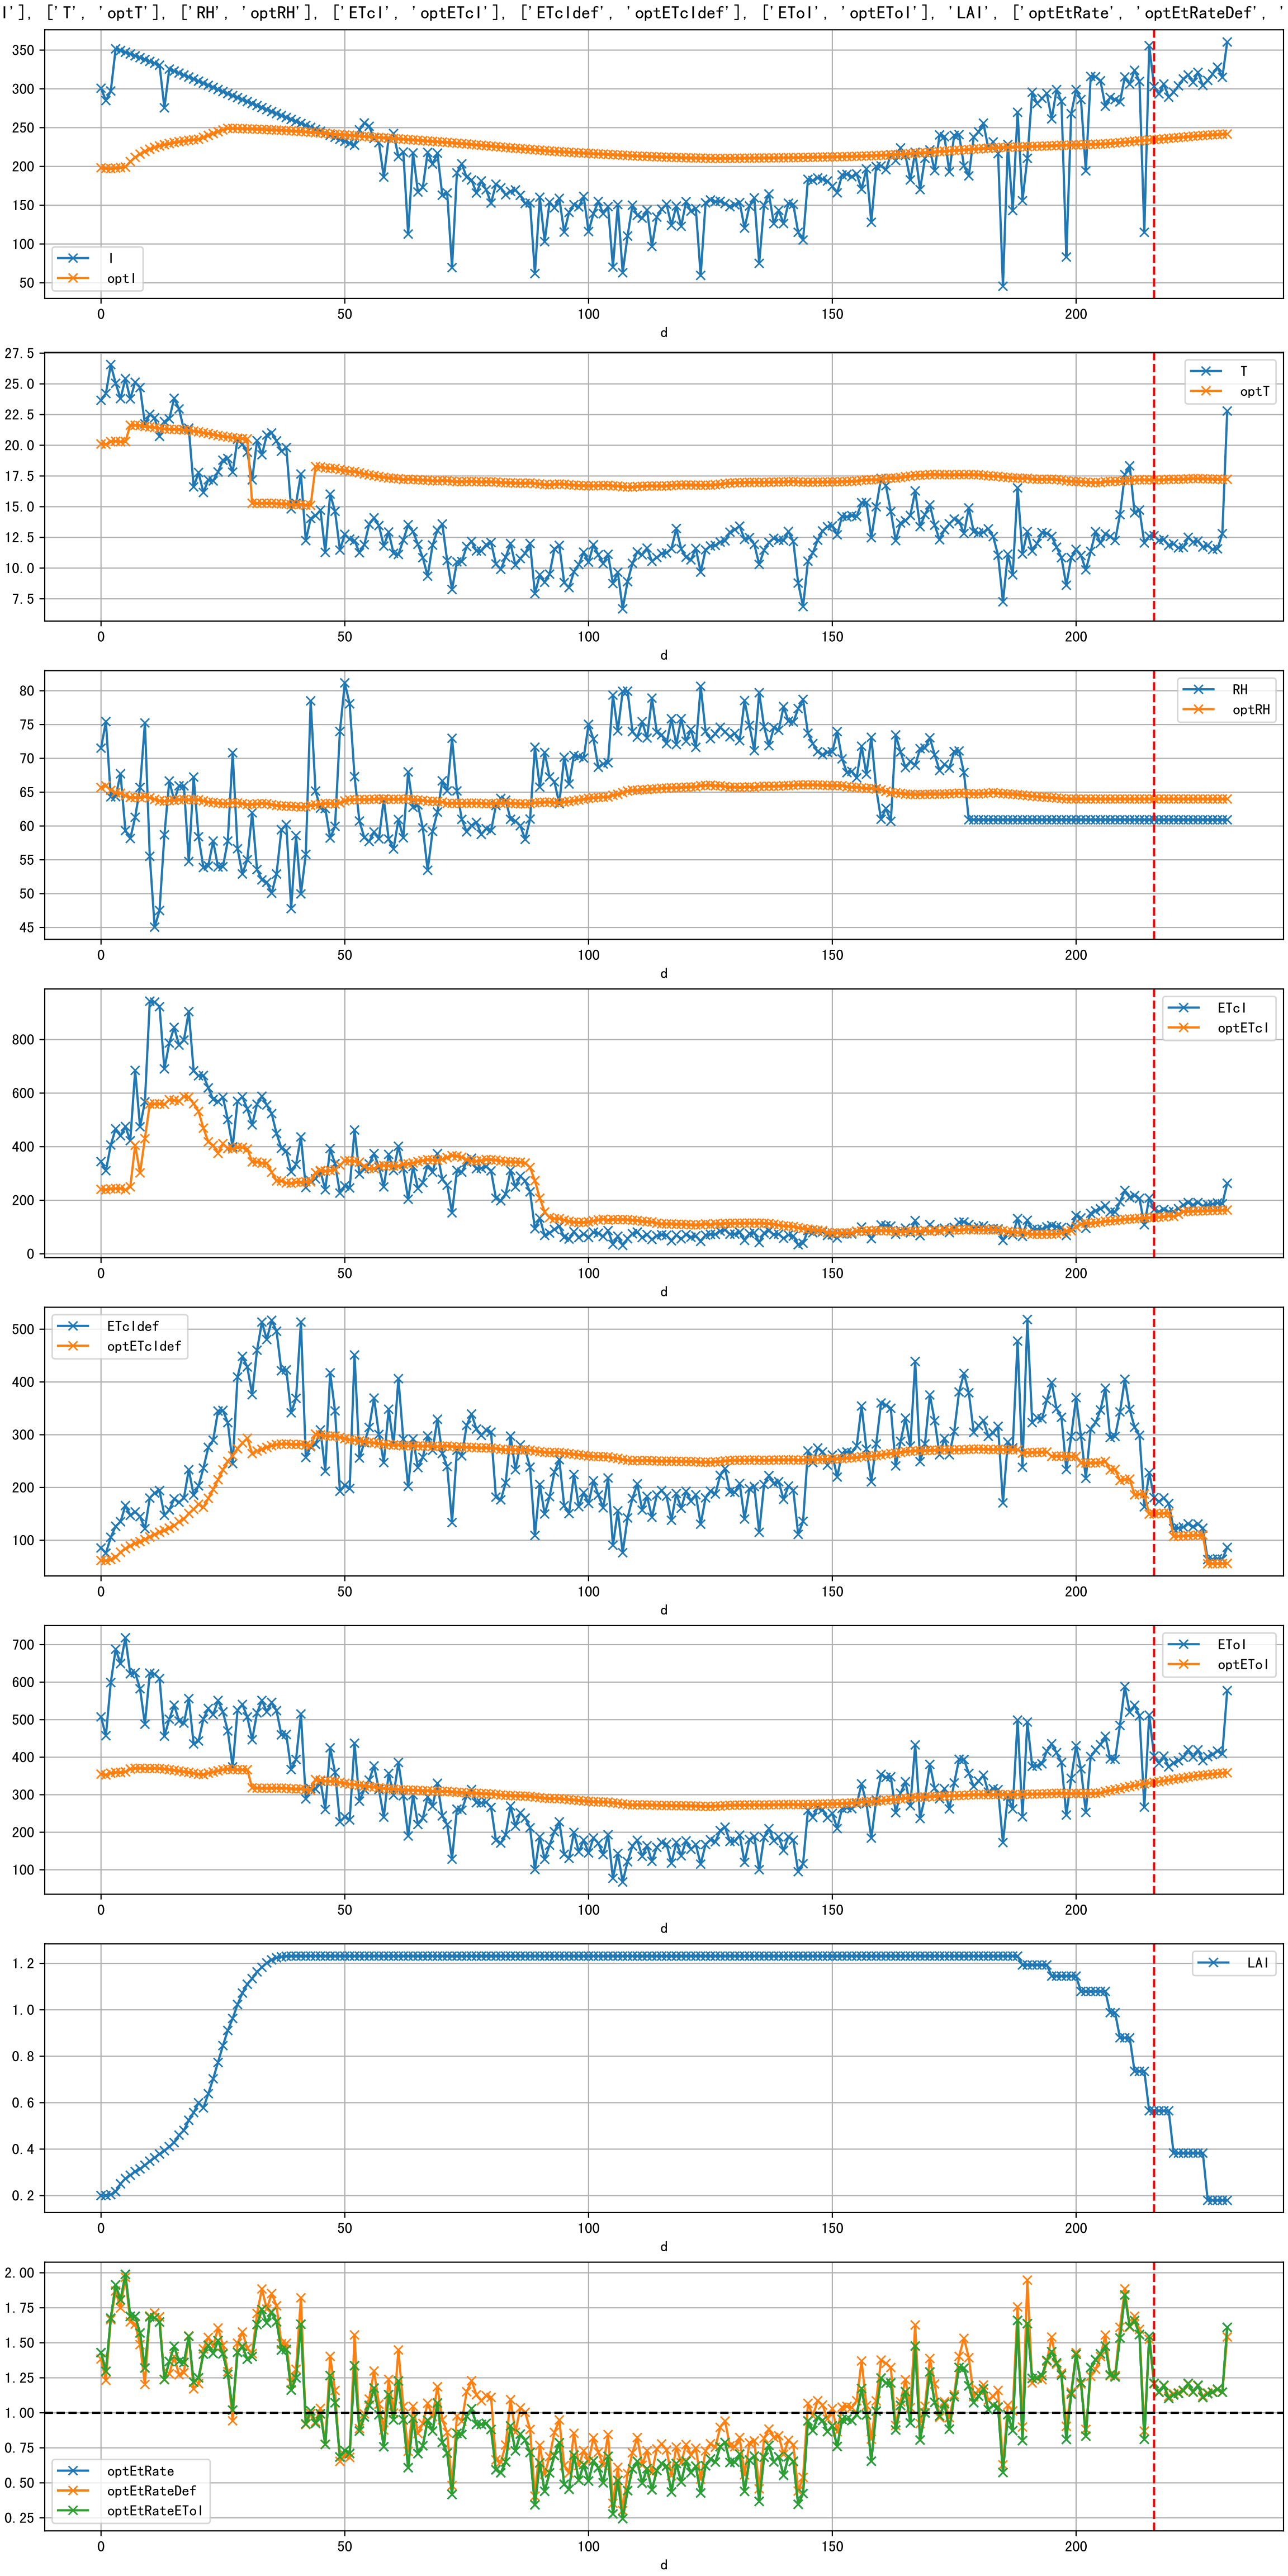 I'], ['T', 'optT'], ['RH', 'optRH'], ['ETcI', 'optETcI'], ['ETcIdef', 'optETcIdef'], ['EToI', 'optEToI'], 'LAI', ['optEtRate', 'optEtRateDef', '
350
300
250
200
150
100
50
I
optI
0 50 100 150 200
d
27.5
25.0
22.5
20.0
17.5
15.0
12.5
10.0
7.5
T
optT
0 50 100 150 200
d
80
75
70
65
60
55
50
45
RH
optRH
0 50 100 150 200
d
800
600
400
200
0
ETcI
optETcI
0 50 100 150 200
d
500
400
300
200
100
ETcIdef
optETcIdef
0 50 100 150 200
d
700
600
500
400
300
200
100
EToI
optEToI
0 50 100 150 200
d
1.2
1.0
0.8
0.6
0.4
0.2
LAI
0 50 100 150 200
d
2.00
1.75
1.50
1.25
1.00
0.75
0.50
0.25
optEtRate
optEtRateDef
optEtRateEToI
0 50 100 150 200
d